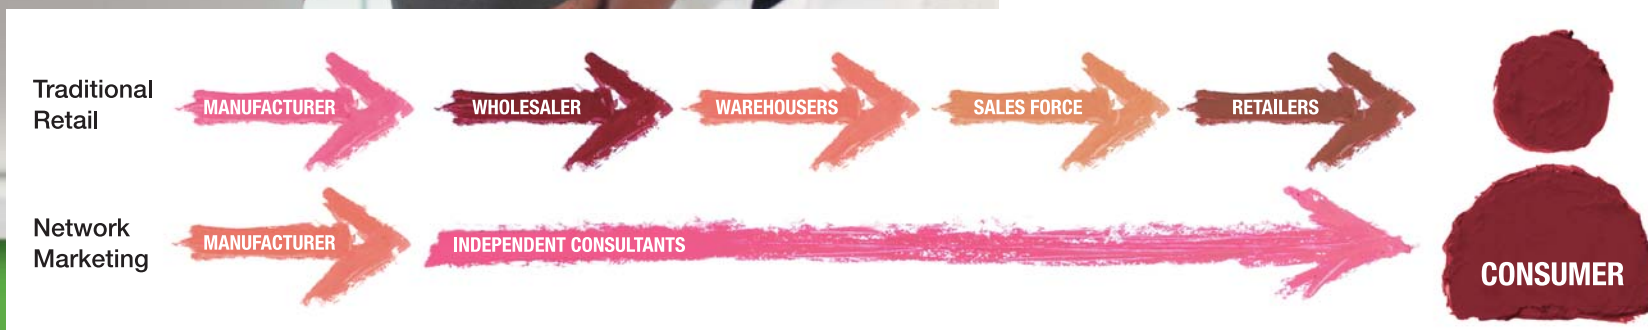 Traditional
Retail
MANUFACTURER
WHOLESALER
WAREHOUSERS
SALES FORCE
RETAILERS
Network
Marketing
MANUFACTURER
INDEPENDENT CONSULTANTS
CONSUMER